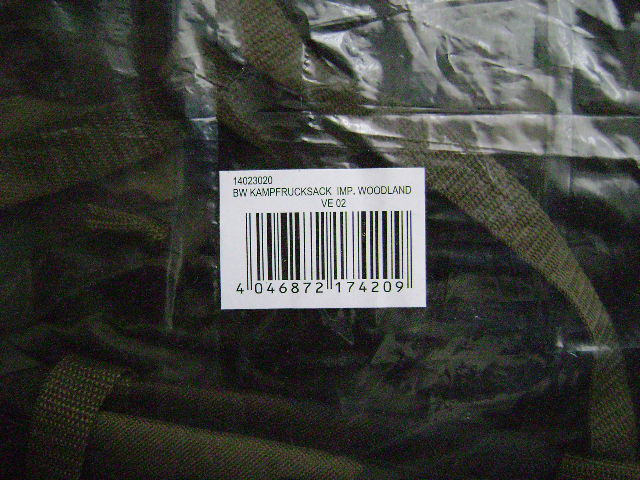 14023020
BW KAMPFRUCKSACK IMP. WOODLAND
VE 02
4 046872 174209